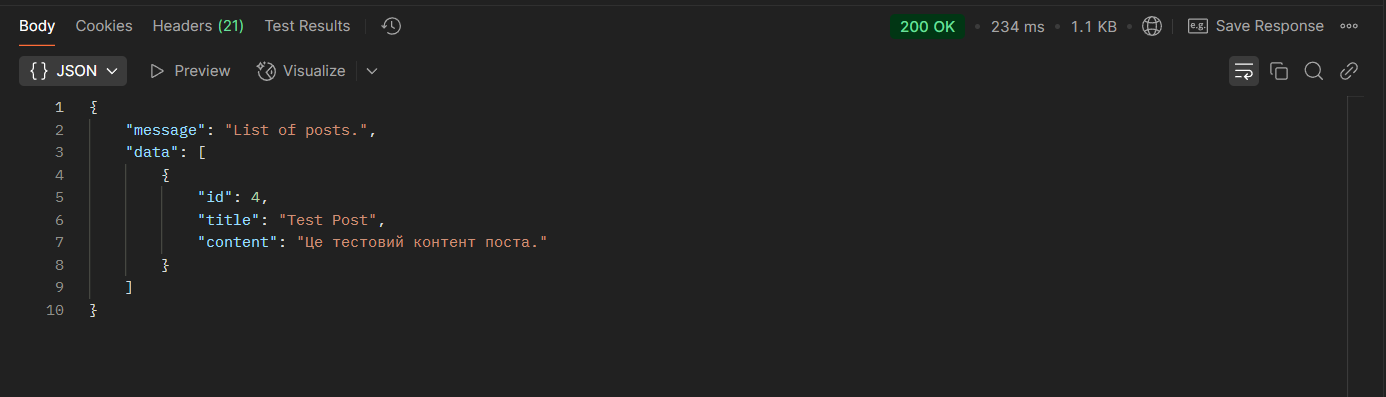 Body Cookies Headers (21) Test Results 200 OK • 234 ms • 1.1 KB • e.g. Save Response
{} JSON Preview Visualize
1 {
2 "message": "List of posts.",
3 "data": [
4 {
5 "id": 4,
6 "title": "Test Post",
7 "content": "Це тестовий контент поста."
8 }
9 ]
10 }